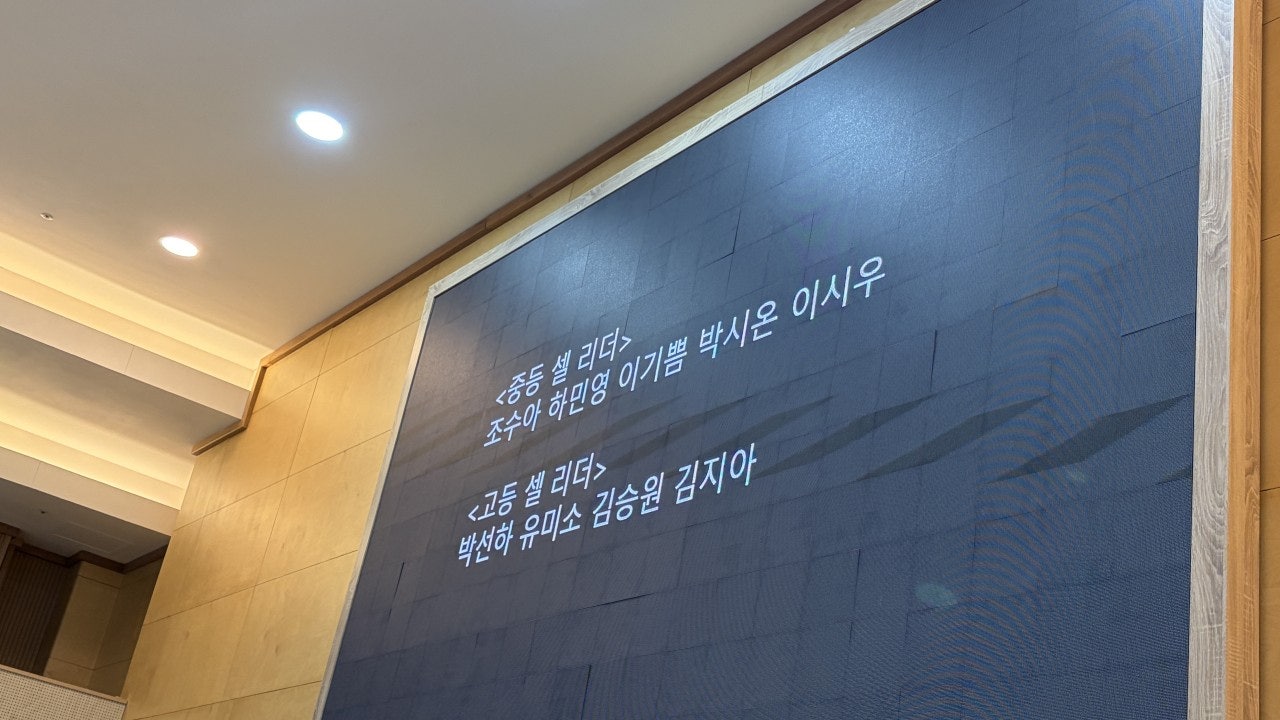 <중등 셀 리더>
조수아 하민영 이기쁨 박시온 이시우
<고등 셀 리더>
박선하 유미소 김승원 김지아